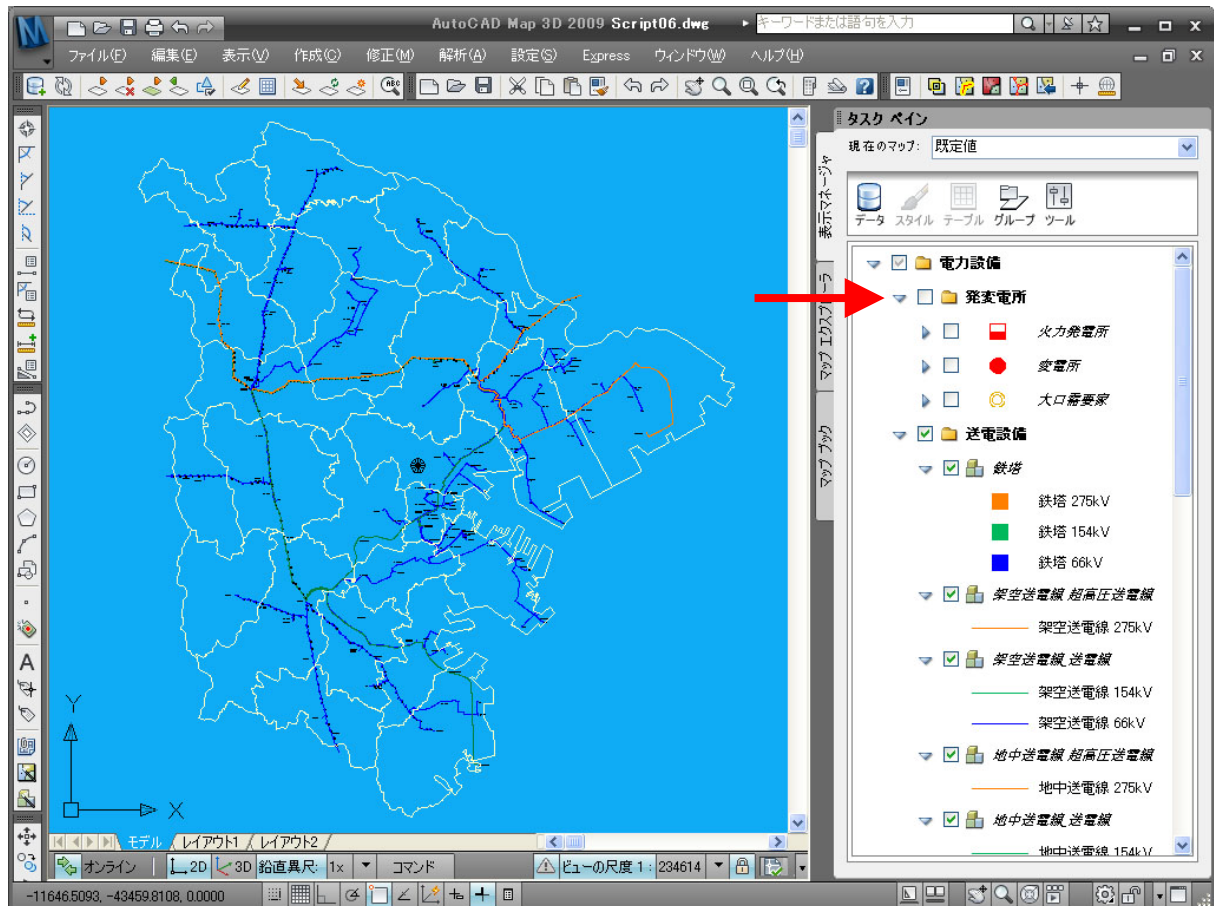 AutoCAD Map 3D 2009 Script06.dwg
キーワードまたは語句を入力
ファイル(F) 編集(E) 表示(V) 作成(C) 修正(M) 解析(A) 設定(S) Express ウィンドウ(W) ヘルプ(H)
ABC
タスク ペイン
現在のマップ: 既定値
データ スタイル テーブル グループ ツール
表示マネージャ
マップ エクスプローラ
マップ ブック
電力設備
発変電所
火力発電所
変電所
大口需要家
送電設備
鉄塔
鉄塔 275kV
鉄塔 154kV
鉄塔 66kV
架空送電線_超高圧送電線
架空送電線 275kV
架空送電線_送電線
架空送電線 154kV
架空送電線 66kV
地中送電線_超高圧送電線
地中送電線 275kV
地中送電線_送電線
地中送電線 154kV
A
Y
X
モデル レイアウト1 レイアウト2
オンライン 2D 3D 鉛直異尺: 1x コマンド ビューの尺度 1 : 234614
-11646.5093, -43459.8108, 0.0000